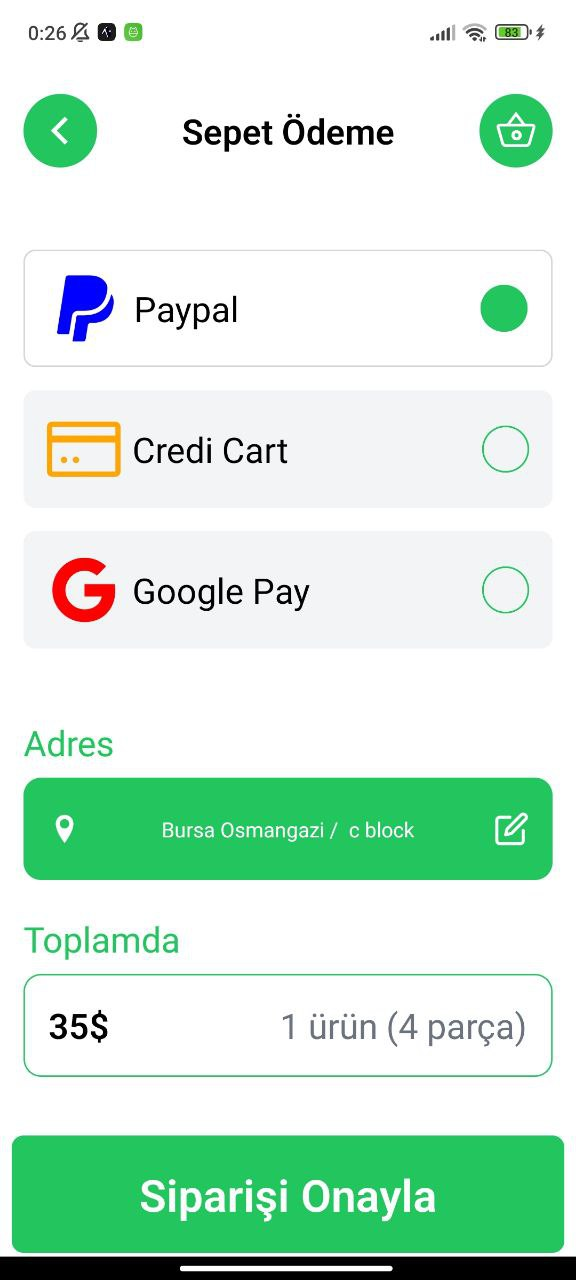 0:26
83
Sepet Ödeme
Paypal
Credi Cart
Google Pay
Adres
Bursa Osmangazi / c block
Toplamda
35$ 1 ürün (4 parça)
Siparişi Onayla